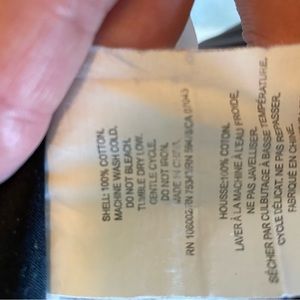 SHELL: 100% COTTON.
MACHINE WASH COLD.
DO NOT BLEACH.
TUMBLE DRY LOW.
GENTLE CYCLE.
DO NOT IRON.
MADE IN CHINA
RN 106002
HOUSSE:100% COTON.
LAVER À LA MACHINE À L'EAU FROIDE,
NE PAS JAVELLISER.
SÉCHER PAR CULBUTAGE À BASSE TEMPÉRATURE.
CYCLE DÉLICAT. NE PAS REPASSER.
FABRIQUÉ EN CHINE.